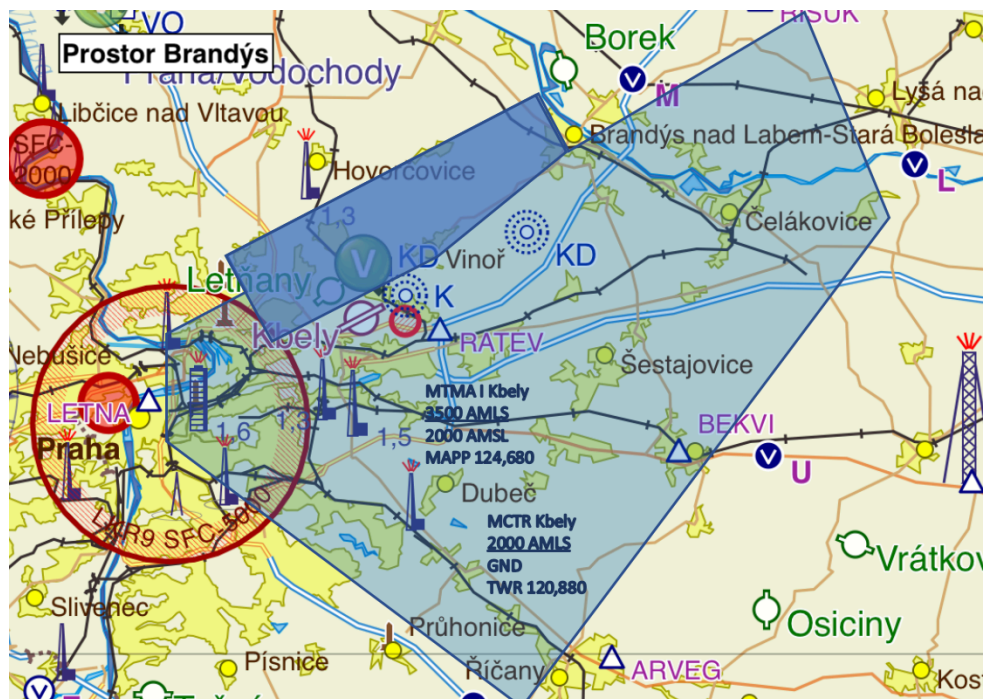 RISUK
VO
Borek
Prostor Brandýs
Praha/Vodochody
M
Lysá nad
Libčice nad Vltavou
Brandýs nad Labem-Stará Bolesla
SFC-
2000
Hovorcovice
L
ké Přílepy
1,3
Čelákovice
V
KD
Vinoř
KD
Letňany
K
Kbely
RATEV
Nebušice
Šestajovice
MTMA I Kbely
3500 AMLS
2000 AMSL
MAPP 124,680
LETNA
1,6
1,3
1,5
BEKVI
Praha
U
Dubeč
LKR9 SFC-5000
MCTR Kbely
2000 AMLS
GND
TWR 120,880
Vrátkov
Slivenec
Průhonice
Osiciny
Písnice
Říčany
ARVEG
Kost